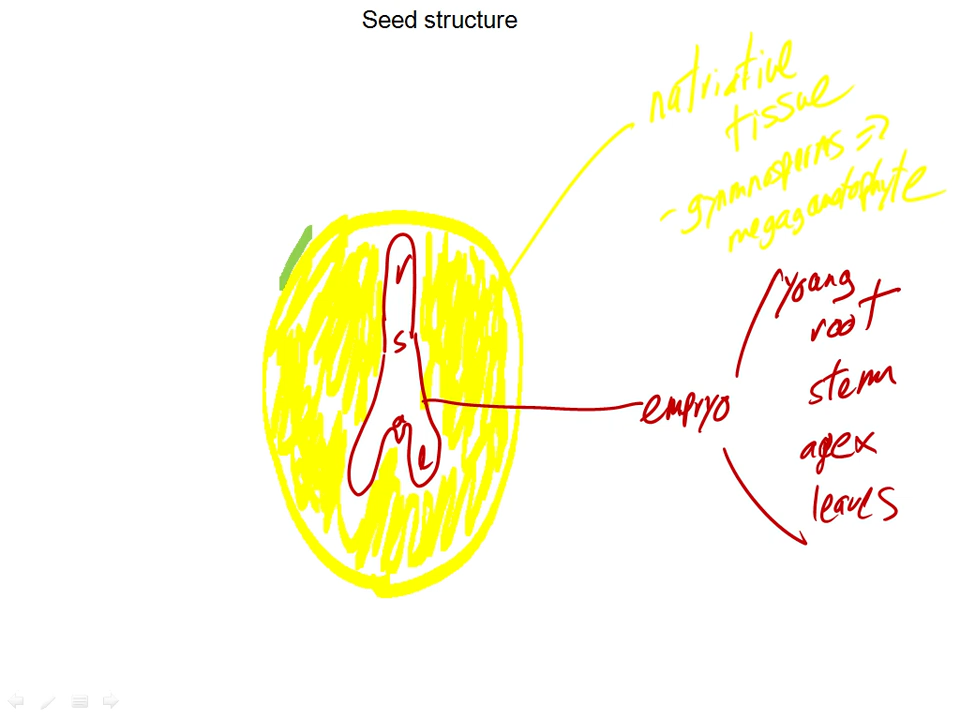 Seed structure
nutritive
tissue
- gymnosperms =>
megagametophyte
r
s
a
l
embryo
young
root
stem
apex
leaves